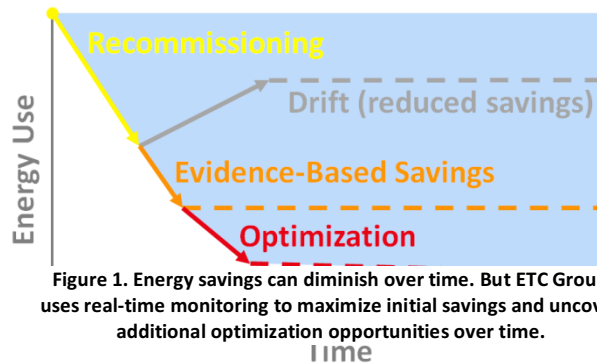 Recommissioning
Drift (reduced savings)
Energy Use
Evidence-Based Savings
Optimization
Figure 1. Energy savings can diminish over time. But ETC Grou
uses real-time monitoring to maximize initial savings and uncov
additional optimization opportunities over time.
Time